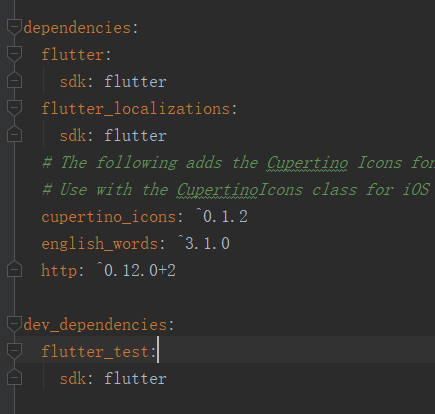 dependencies:
flutter:
sdk: flutter
flutter_localizations:
sdk: flutter
# The following adds the Cupertino Icons
# Use with the CupertinoIcons class for iOS
cupertino_icons: ^0.1.2
english_words: ^3.1.0
http: ^0.12.0+2
dev_dependencies:
flutter_test:
sdk: flutter